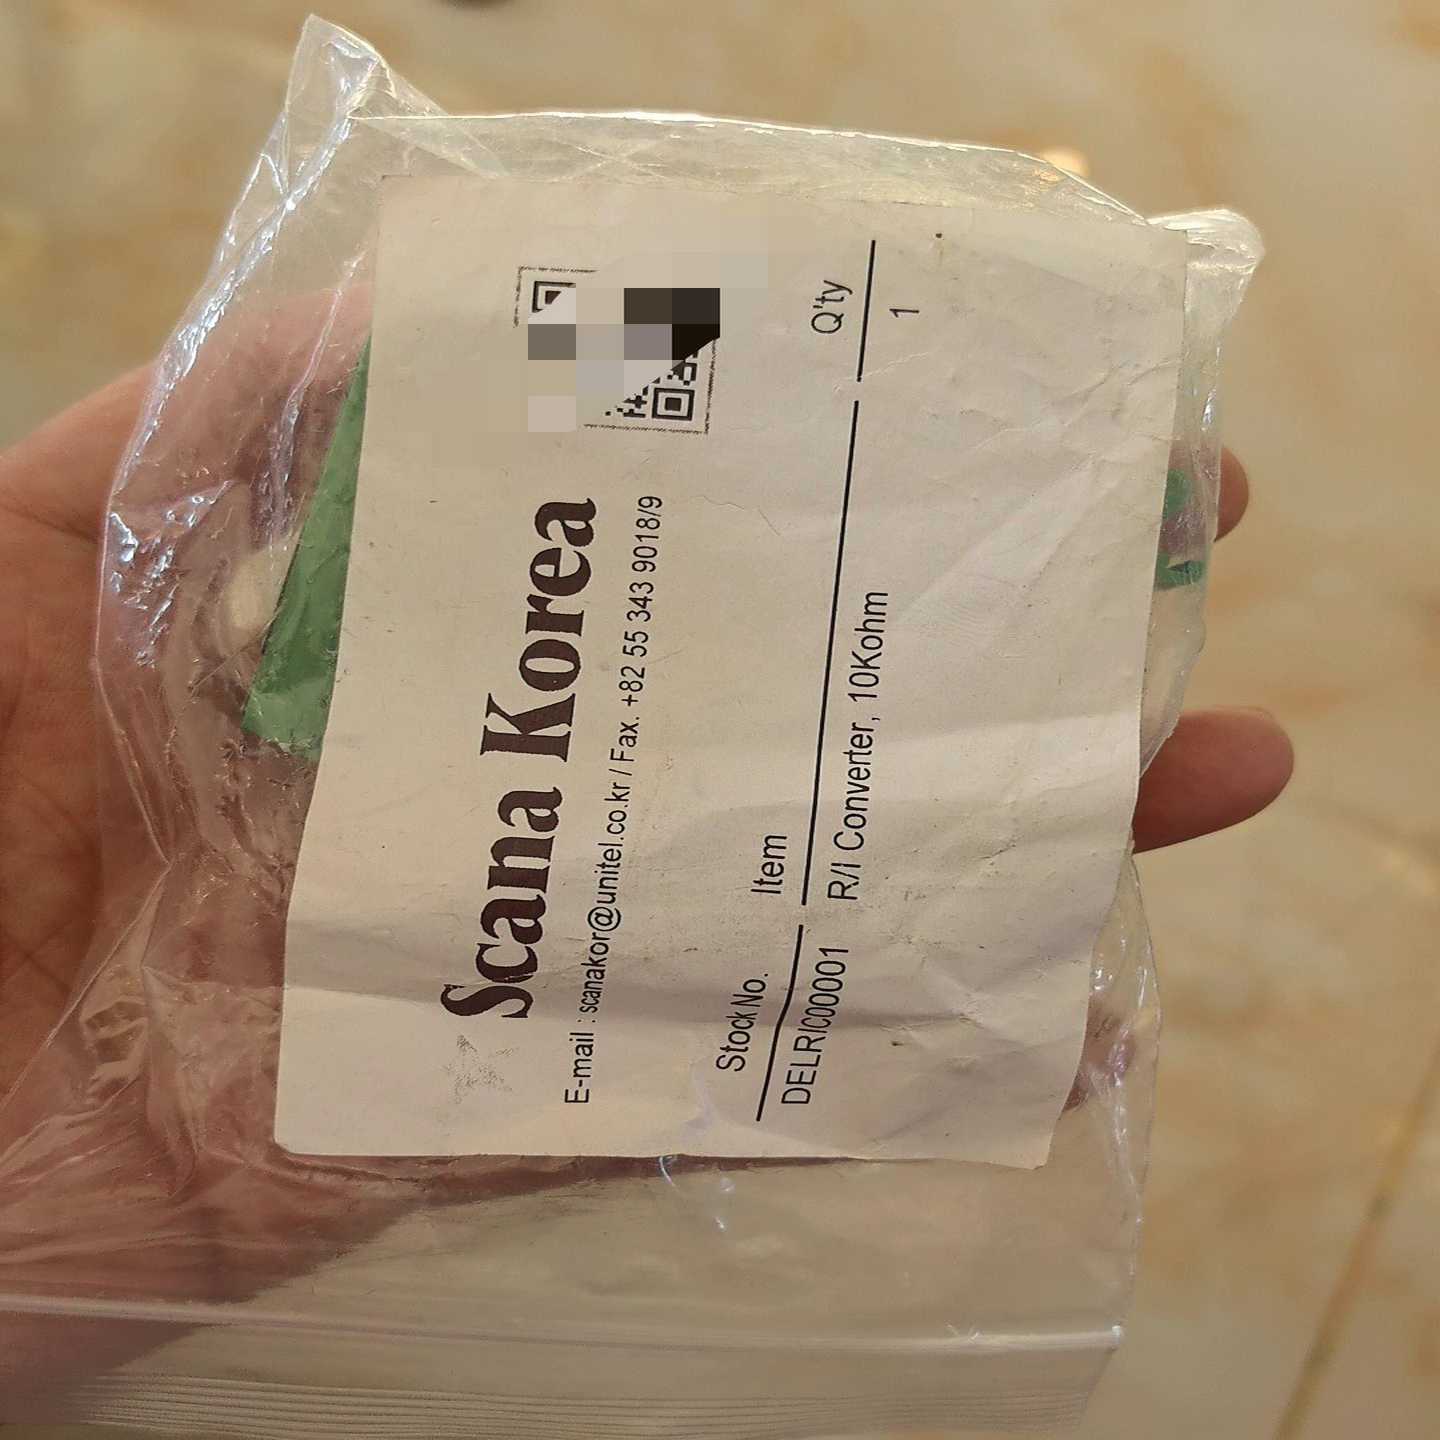 Scana Korea
E-mail : scanakor@unitel.co.kr / Fax. +82 55 343 9018/9
Stock No. Item Q'ty
DELRIC00001 R/I Converter, 10Kohm 1